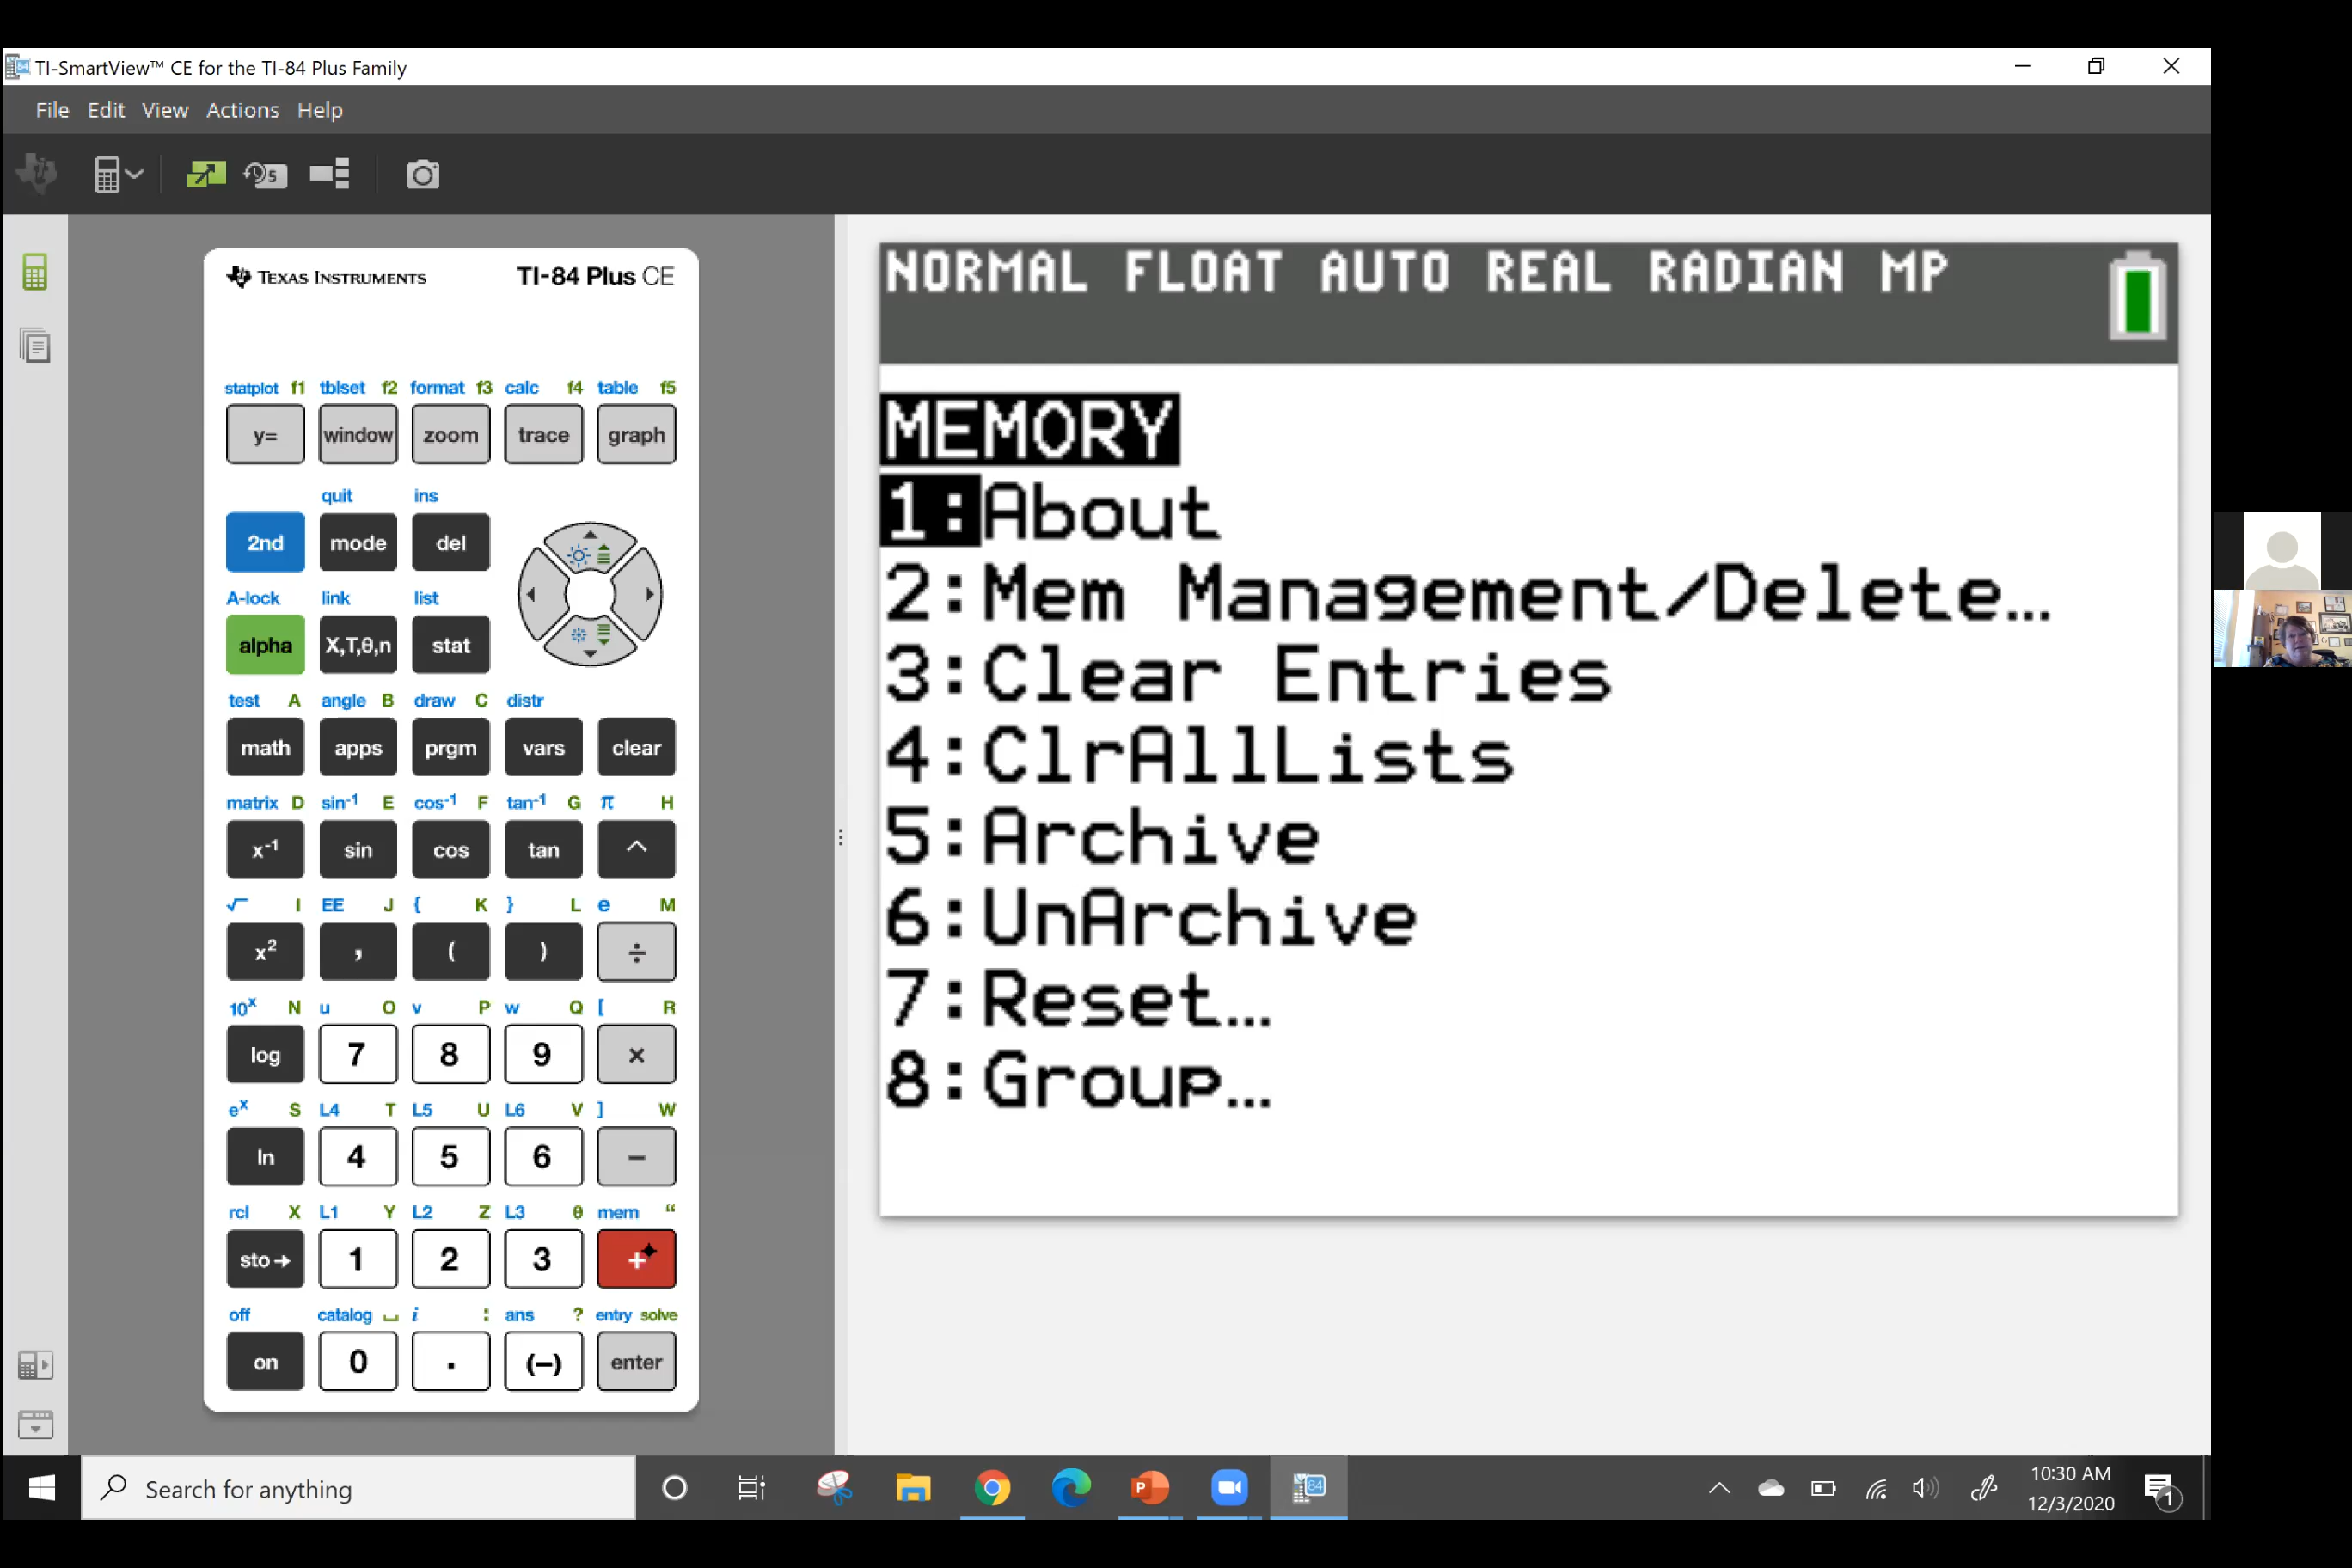 TI-SmartView™ CE for the TI-84 Plus Family
File Edit View Actions Help
5
TEXAS INSTRUMENTS TI-84 Plus CE
statplot f1 tblset f2 format f3 calc f4 table f5
y= window zoom trace graph
quit ins
2nd mode del
A-lock link list
alpha X,T,θ,n stat
test A angle B draw C distr
math apps prgm vars clear
matrix D sin⁻¹ E cos⁻¹ F tan⁻¹ G π H
x⁻¹ sin cos tan ^
√ I EE J { K } L e M
x² , ( ) ÷
10ˣ N u O v P w Q [ R
log 7 8 9 ×
eˣ S L4 T L5 U L6 V ] W
ln 4 5 6 −
rcl X L1 Y L2 Z L3 θ mem “
sto→ 1 2 3 +
off catalog ⎵ i : ans ? entry solve
on 0 . (−) enter
NORMAL FLOAT AUTO REAL RADIAN MP
MEMORY
1:About
2:Mem Management/Delete…
3:Clear Entries
4:ClrAllLists
5:Archive
6:UnArchive
7:Reset…
8:Group…
Search for anything
P
84
10:30 AM
12/3/2020
1